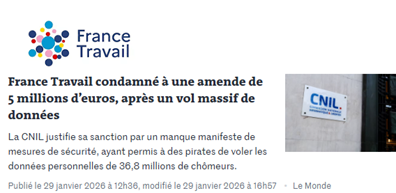 France
Travail
France Travail condamné à une amende de
5 millions d’euros, après un vol massif de
données
CNIL.
La CNIL justifie sa sanction par un manque manifeste de
mesures de sécurité, ayant permis à des pirates de voler les
données personnelles de 36,8 millions de chômeurs.
Publié le 29 janvier 2026 à 12h36, modifié le 29 janvier 2026 à 16h57 · Le Monde